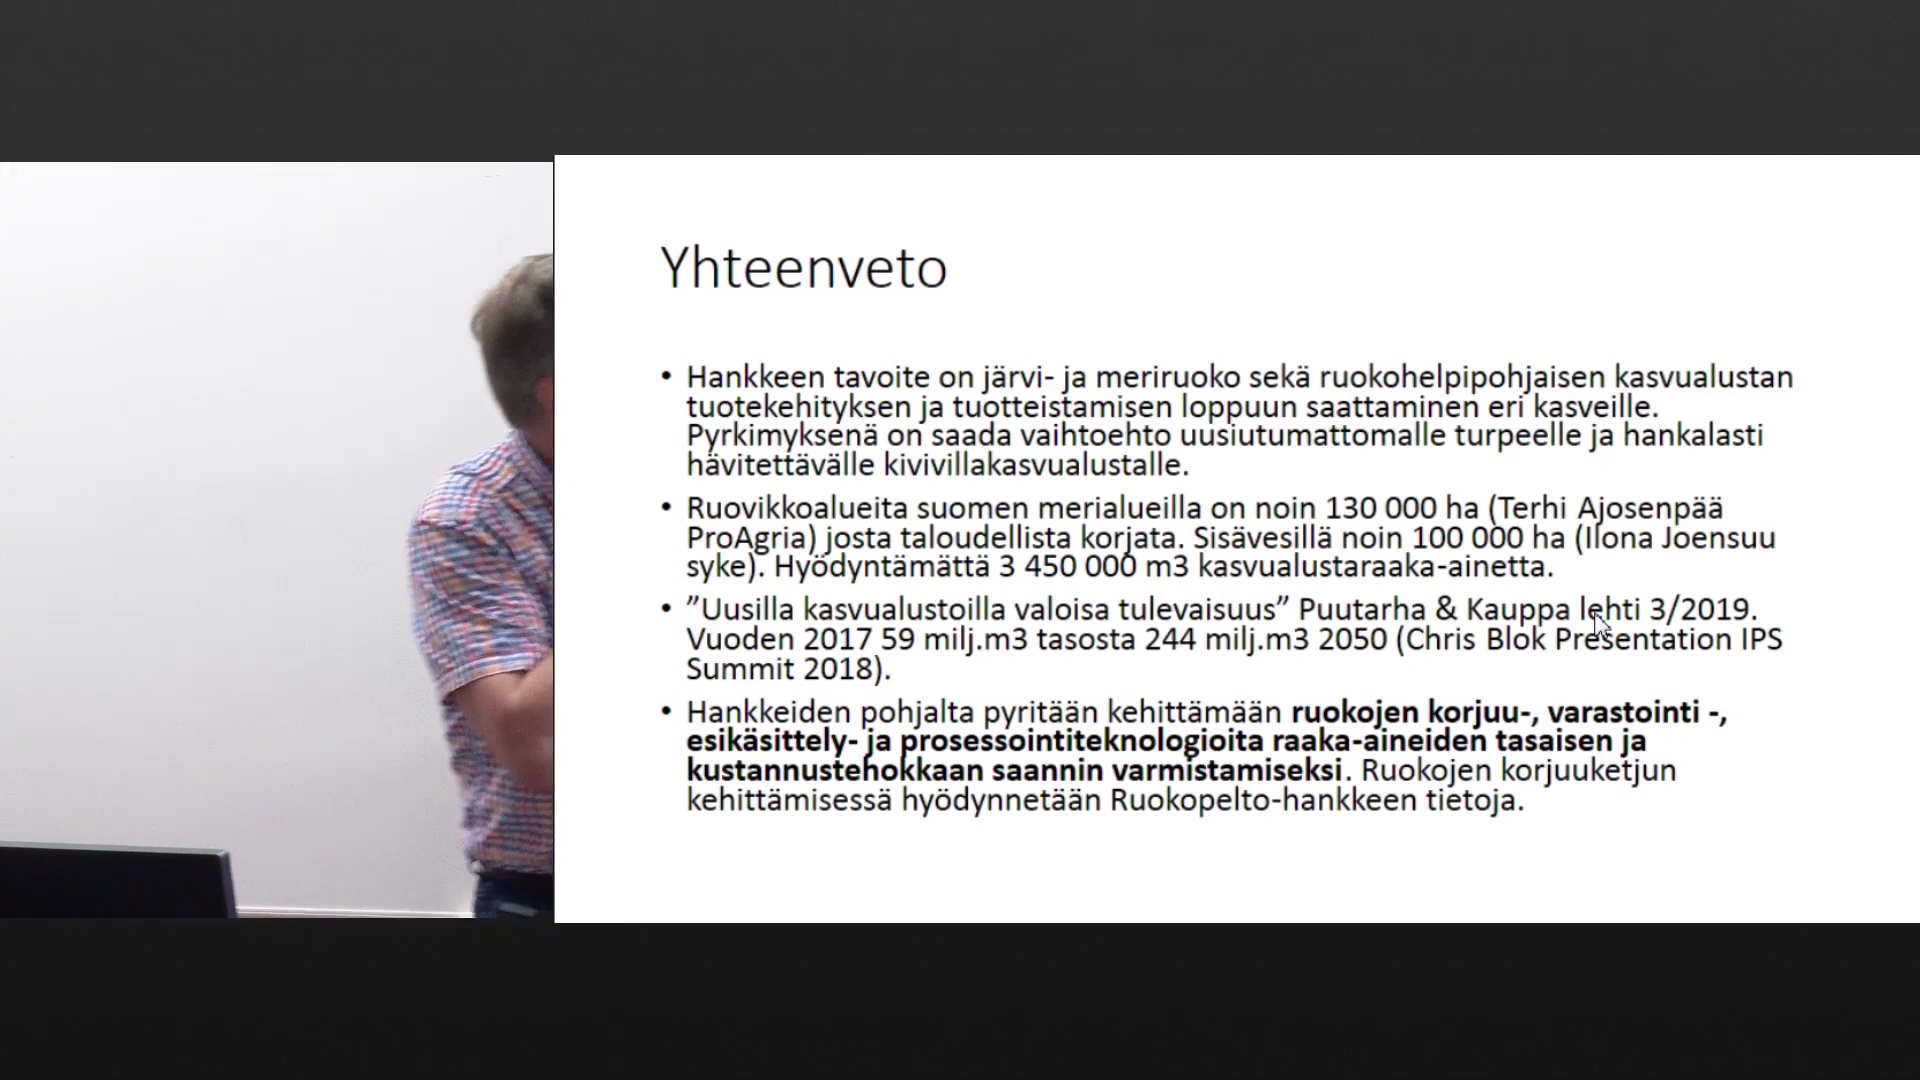 Yhteenveto
• Hankkeen tavoite on järvi- ja meriruoko sekä ruokohelpipohjaisen kasvualustan
tuotekehityksen ja tuotteistamisen loppuun saattaminen eri kasveille.
Pyrkimyksenä on saada vaihtoehto uusiutumattomalle turpeelle ja hankalasti
hävitettävälle kivivillakasvualustalle.
• Ruovikkoalueita suomen merialueilla on noin 130 000 ha (Terhi Ajosenpää
ProAgria) josta taloudellista korjata. Sisävesillä noin 100 000 ha (Ilona Joensuu
syke). Hyödyntämättä 3 450 000 m3 kasvualustaraaka-ainetta.
• ”Uusilla kasvualustoilla valoisa tulevaisuus” Puutarha & Kauppa lehti 3/2019.
Vuoden 2017 59 milj.m3 tasosta 244 milj.m3 2050 (Chris Blok Presentation IPS
Summit 2018).
• Hankkeiden pohjalta pyritään kehittämään ruokojen korjuu-, varastointi -,
esikäsittely- ja prosessointiteknologioita raaka-aineiden tasaisen ja
kustannustehokkaan saannin varmistamiseksi. Ruokojen korjuuketjun
kehittämisessä hyödynnetään Ruokopelto-hankkeen tietoja.